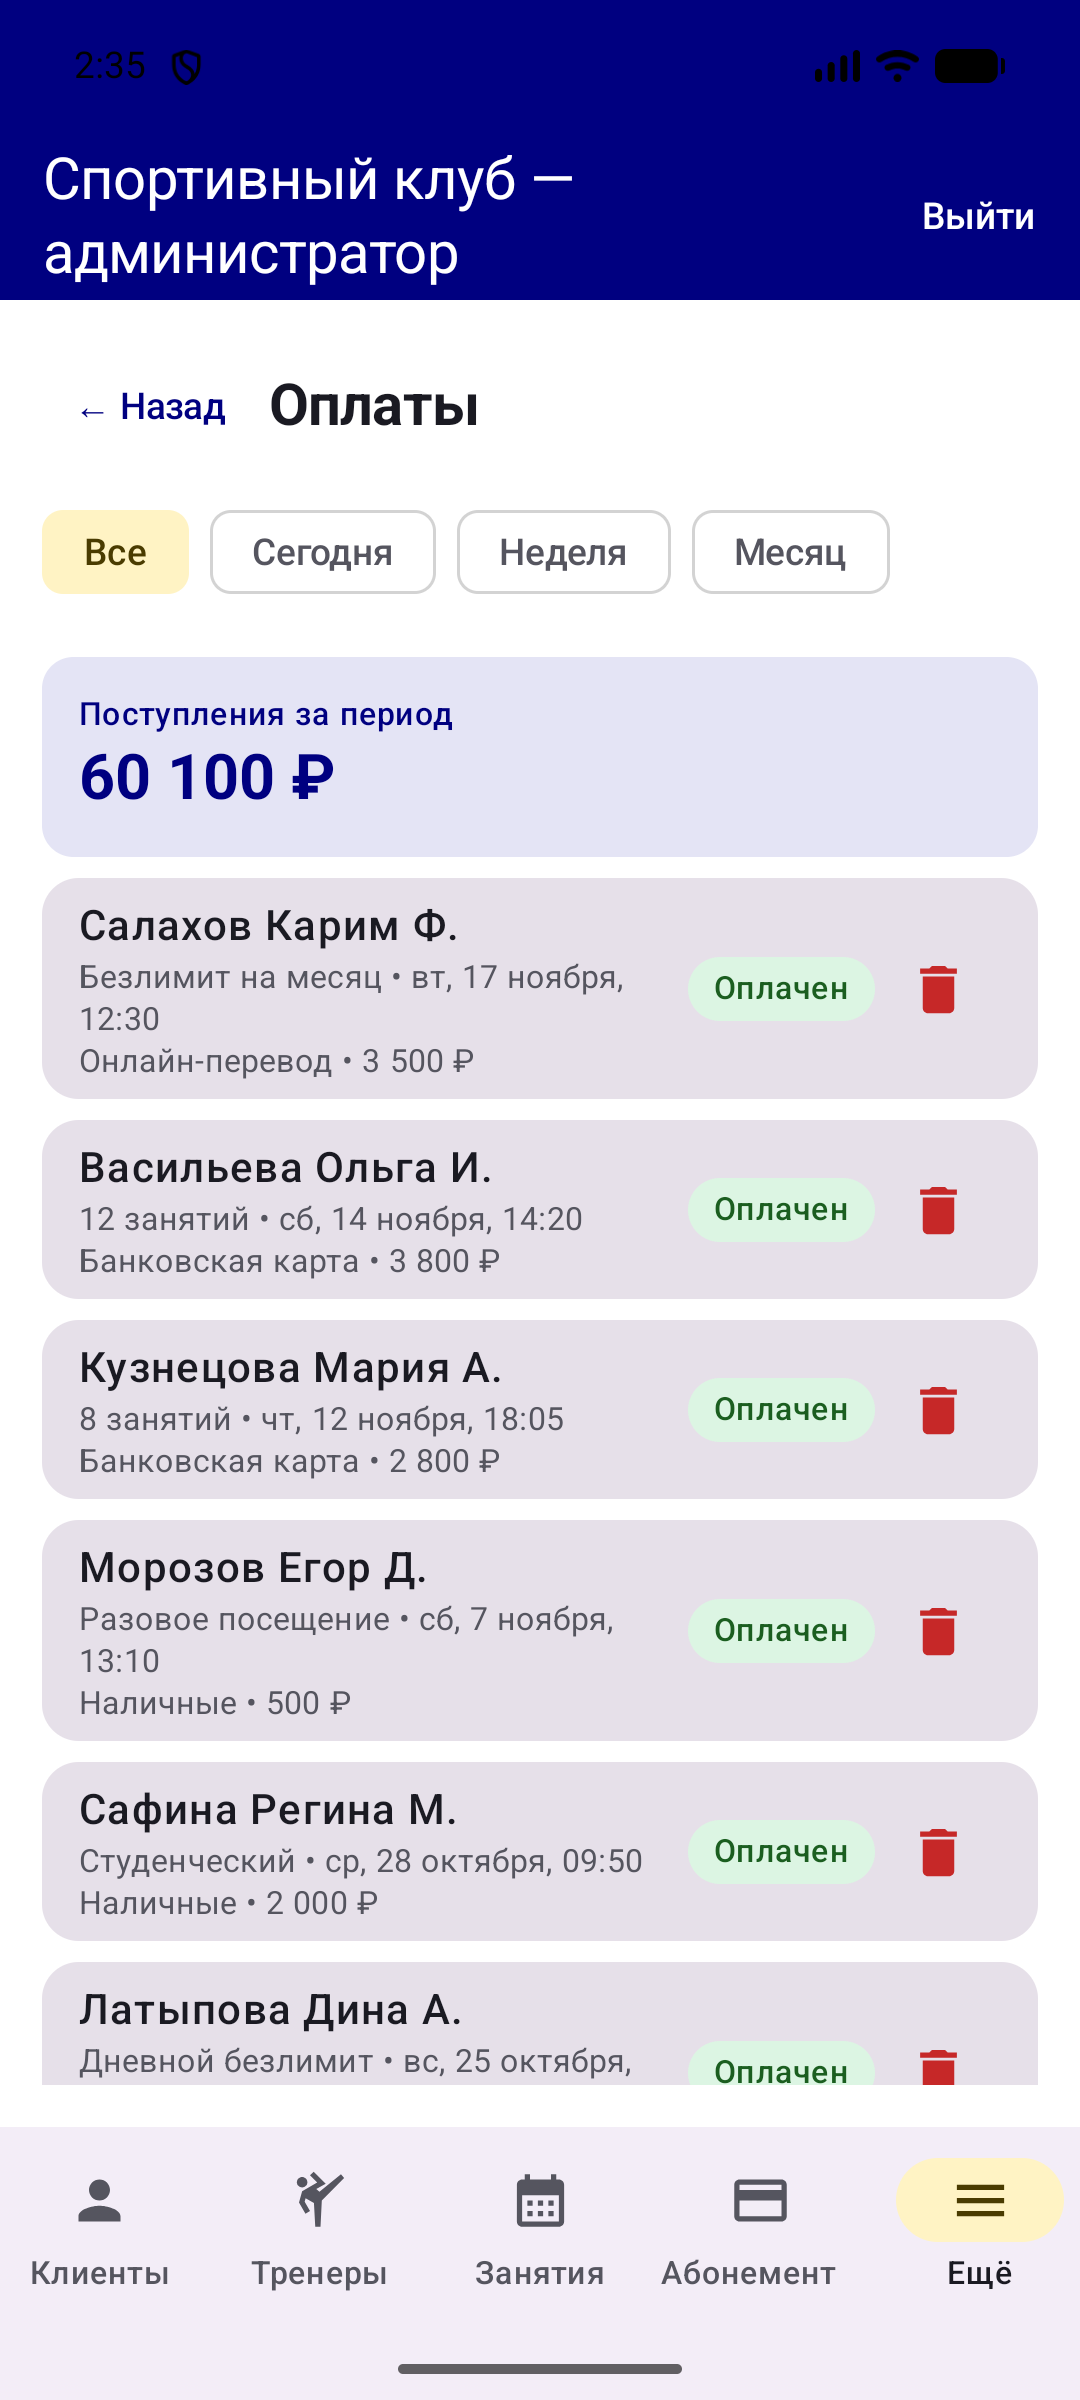 2:35
Спортивный клуб —
администратор
Выйти
← Назад
Оплаты
Все
Сегодня
Неделя
Месяц
Поступления за период
60 100 ₽
Салахов Карим Ф.
Безлимит на месяц • вт, 17 ноября,
12:30
Онлайн-перевод • 3 500 ₽
Оплачен
Васильева Ольга И.
12 занятий • сб, 14 ноября, 14:20
Банковская карта • 3 800 ₽
Оплачен
Кузнецова Мария А.
8 занятий • чт, 12 ноября, 18:05
Банковская карта • 2 800 ₽
Оплачен
Морозов Егор Д.
Разовое посещение • сб, 7 ноября,
13:10
Наличные • 500 ₽
Оплачен
Сафина Регина М.
Студенческий • ср, 28 октября, 09:50
Наличные • 2 000 ₽
Оплачен
Латыпова Дина А.
Дневной безлимит • вс, 25 октября,
Оплачен
Клиенты
Тренеры
Занятия
Абонемент
Ещё